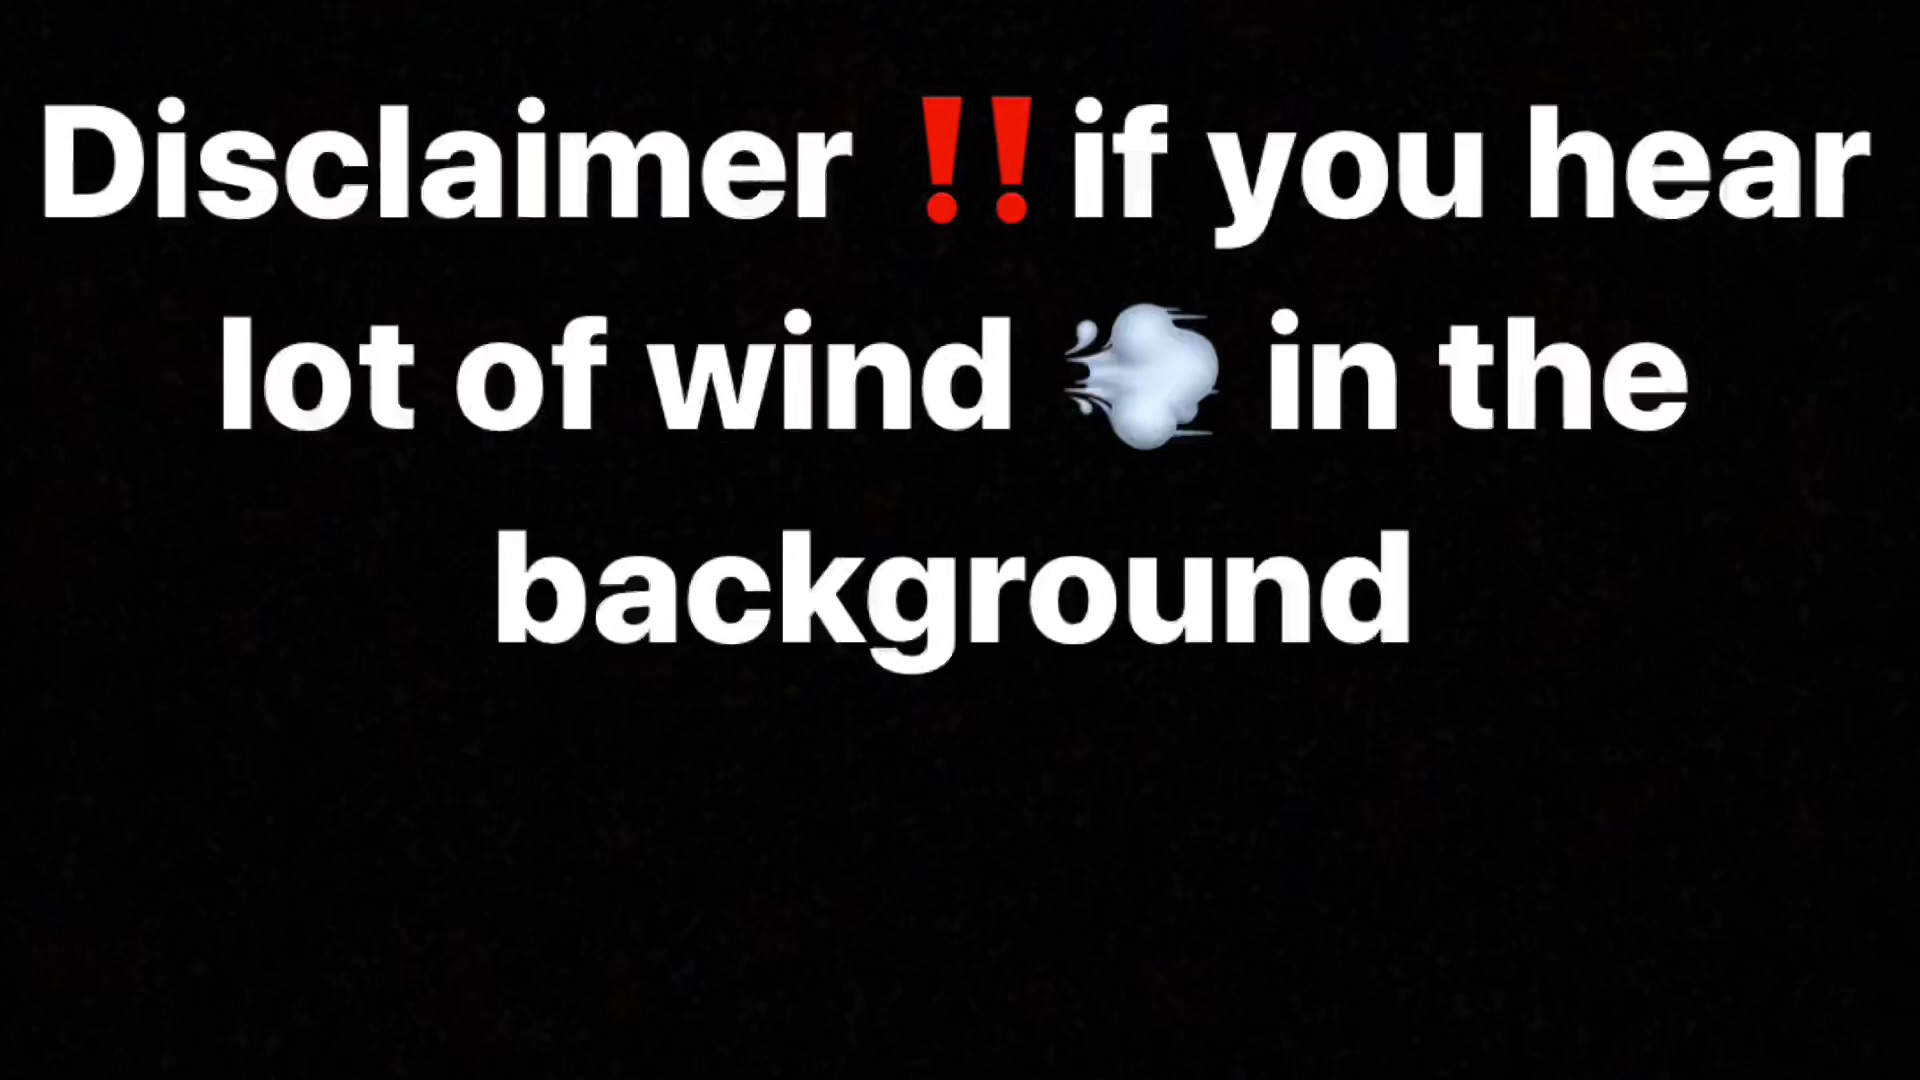 Disclaimer ‼️if you hear
lot of wind 💨 in the
background